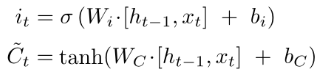 i_t = σ (W_i·[h_{t−1}, x_t] + b_i)
C̃_t = tanh(W_C·[h_{t−1}, x_t] + b_C)